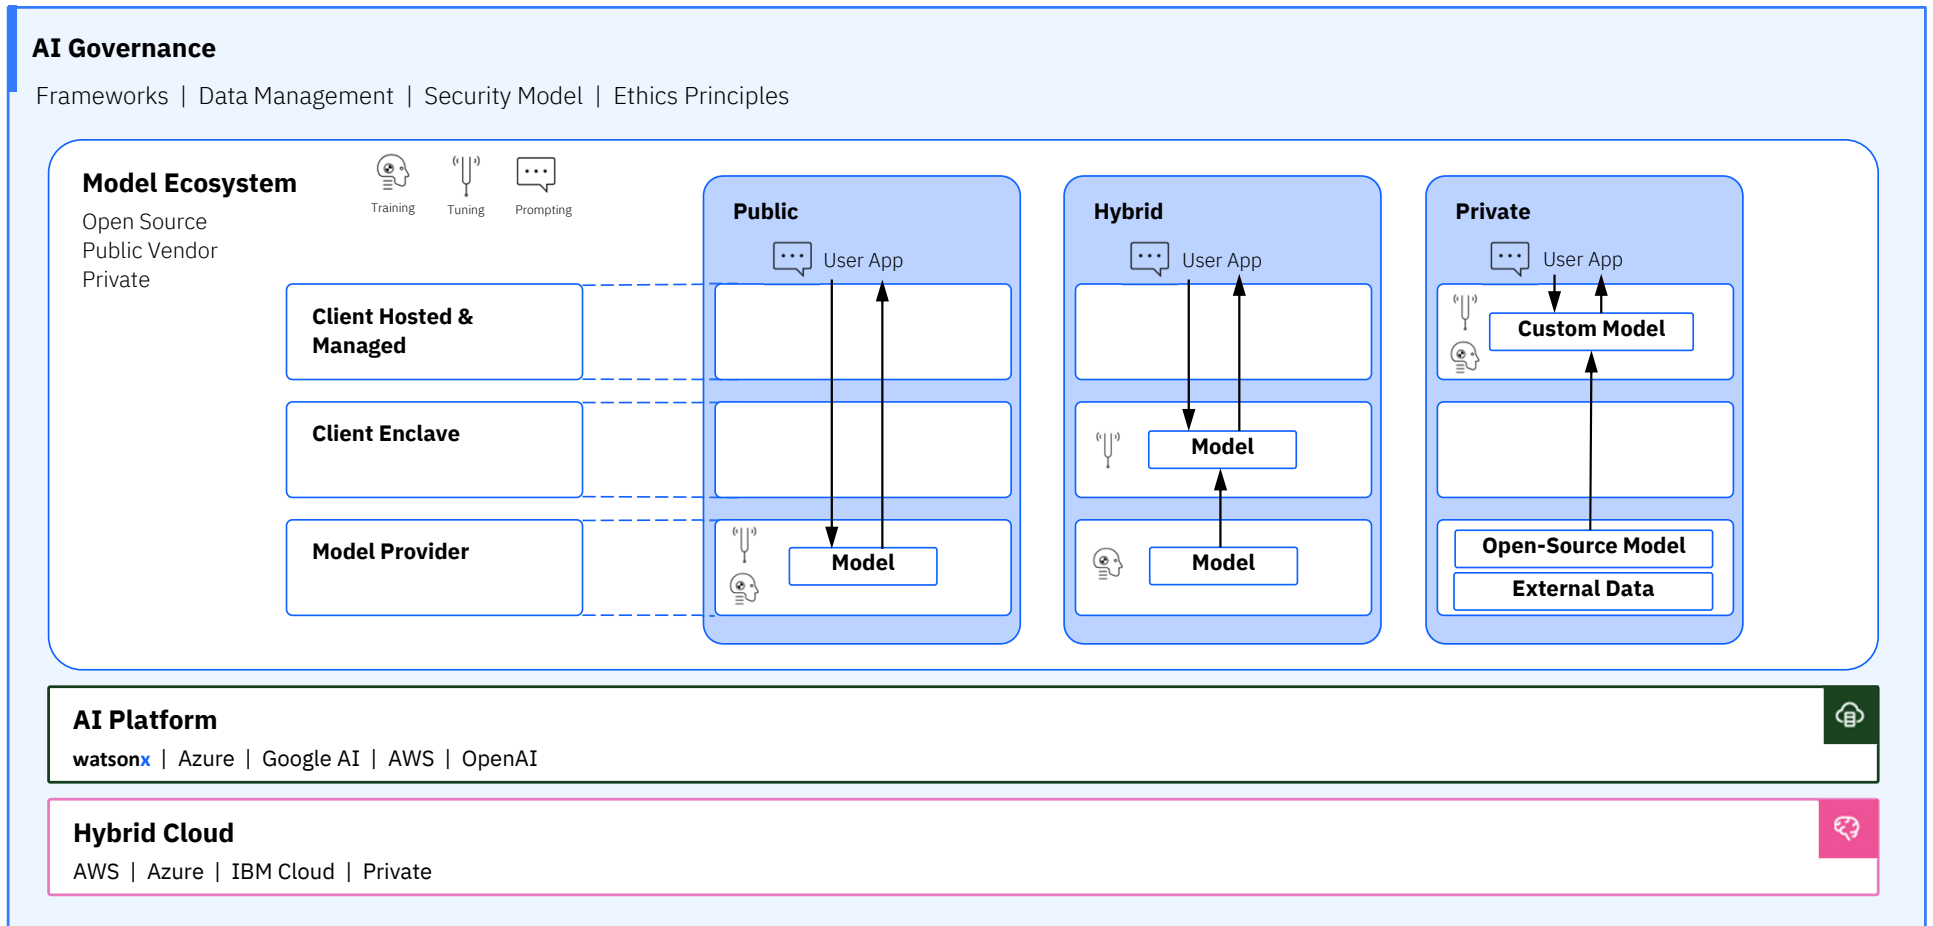 AI Governance
Frameworks | Data Management | Security Model | Ethics Principles
Model Ecosystem
Open Source
Public Vendor
Private
Training
Tuning
Prompting
Client Hosted &
Managed
Client Enclave
Model Provider
Public
User App
Model
Hybrid
User App
Model
Model
Private
User App
Custom Model
Open-Source Model
External Data
AI Platform
watsonx | Azure | Google AI | AWS | OpenAI
Hybrid Cloud
AWS | Azure | IBM Cloud | Private